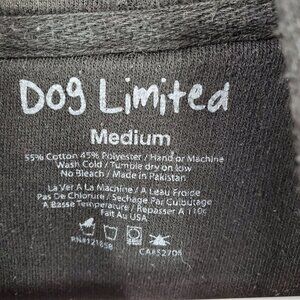 Dog Limited
Medium
55% Cotton 45% Polyester / Hand or Machine
Wash Cold / Tumble dry on low
No Bleach / Made in Pakistan
La Ver A La Machine / A Leau Froide
Pas De Chlorure / Sechage Par Culbutage
A Basse Temperature / Repasser A 110c
Fait Au USA
RN#121658
CA#52708